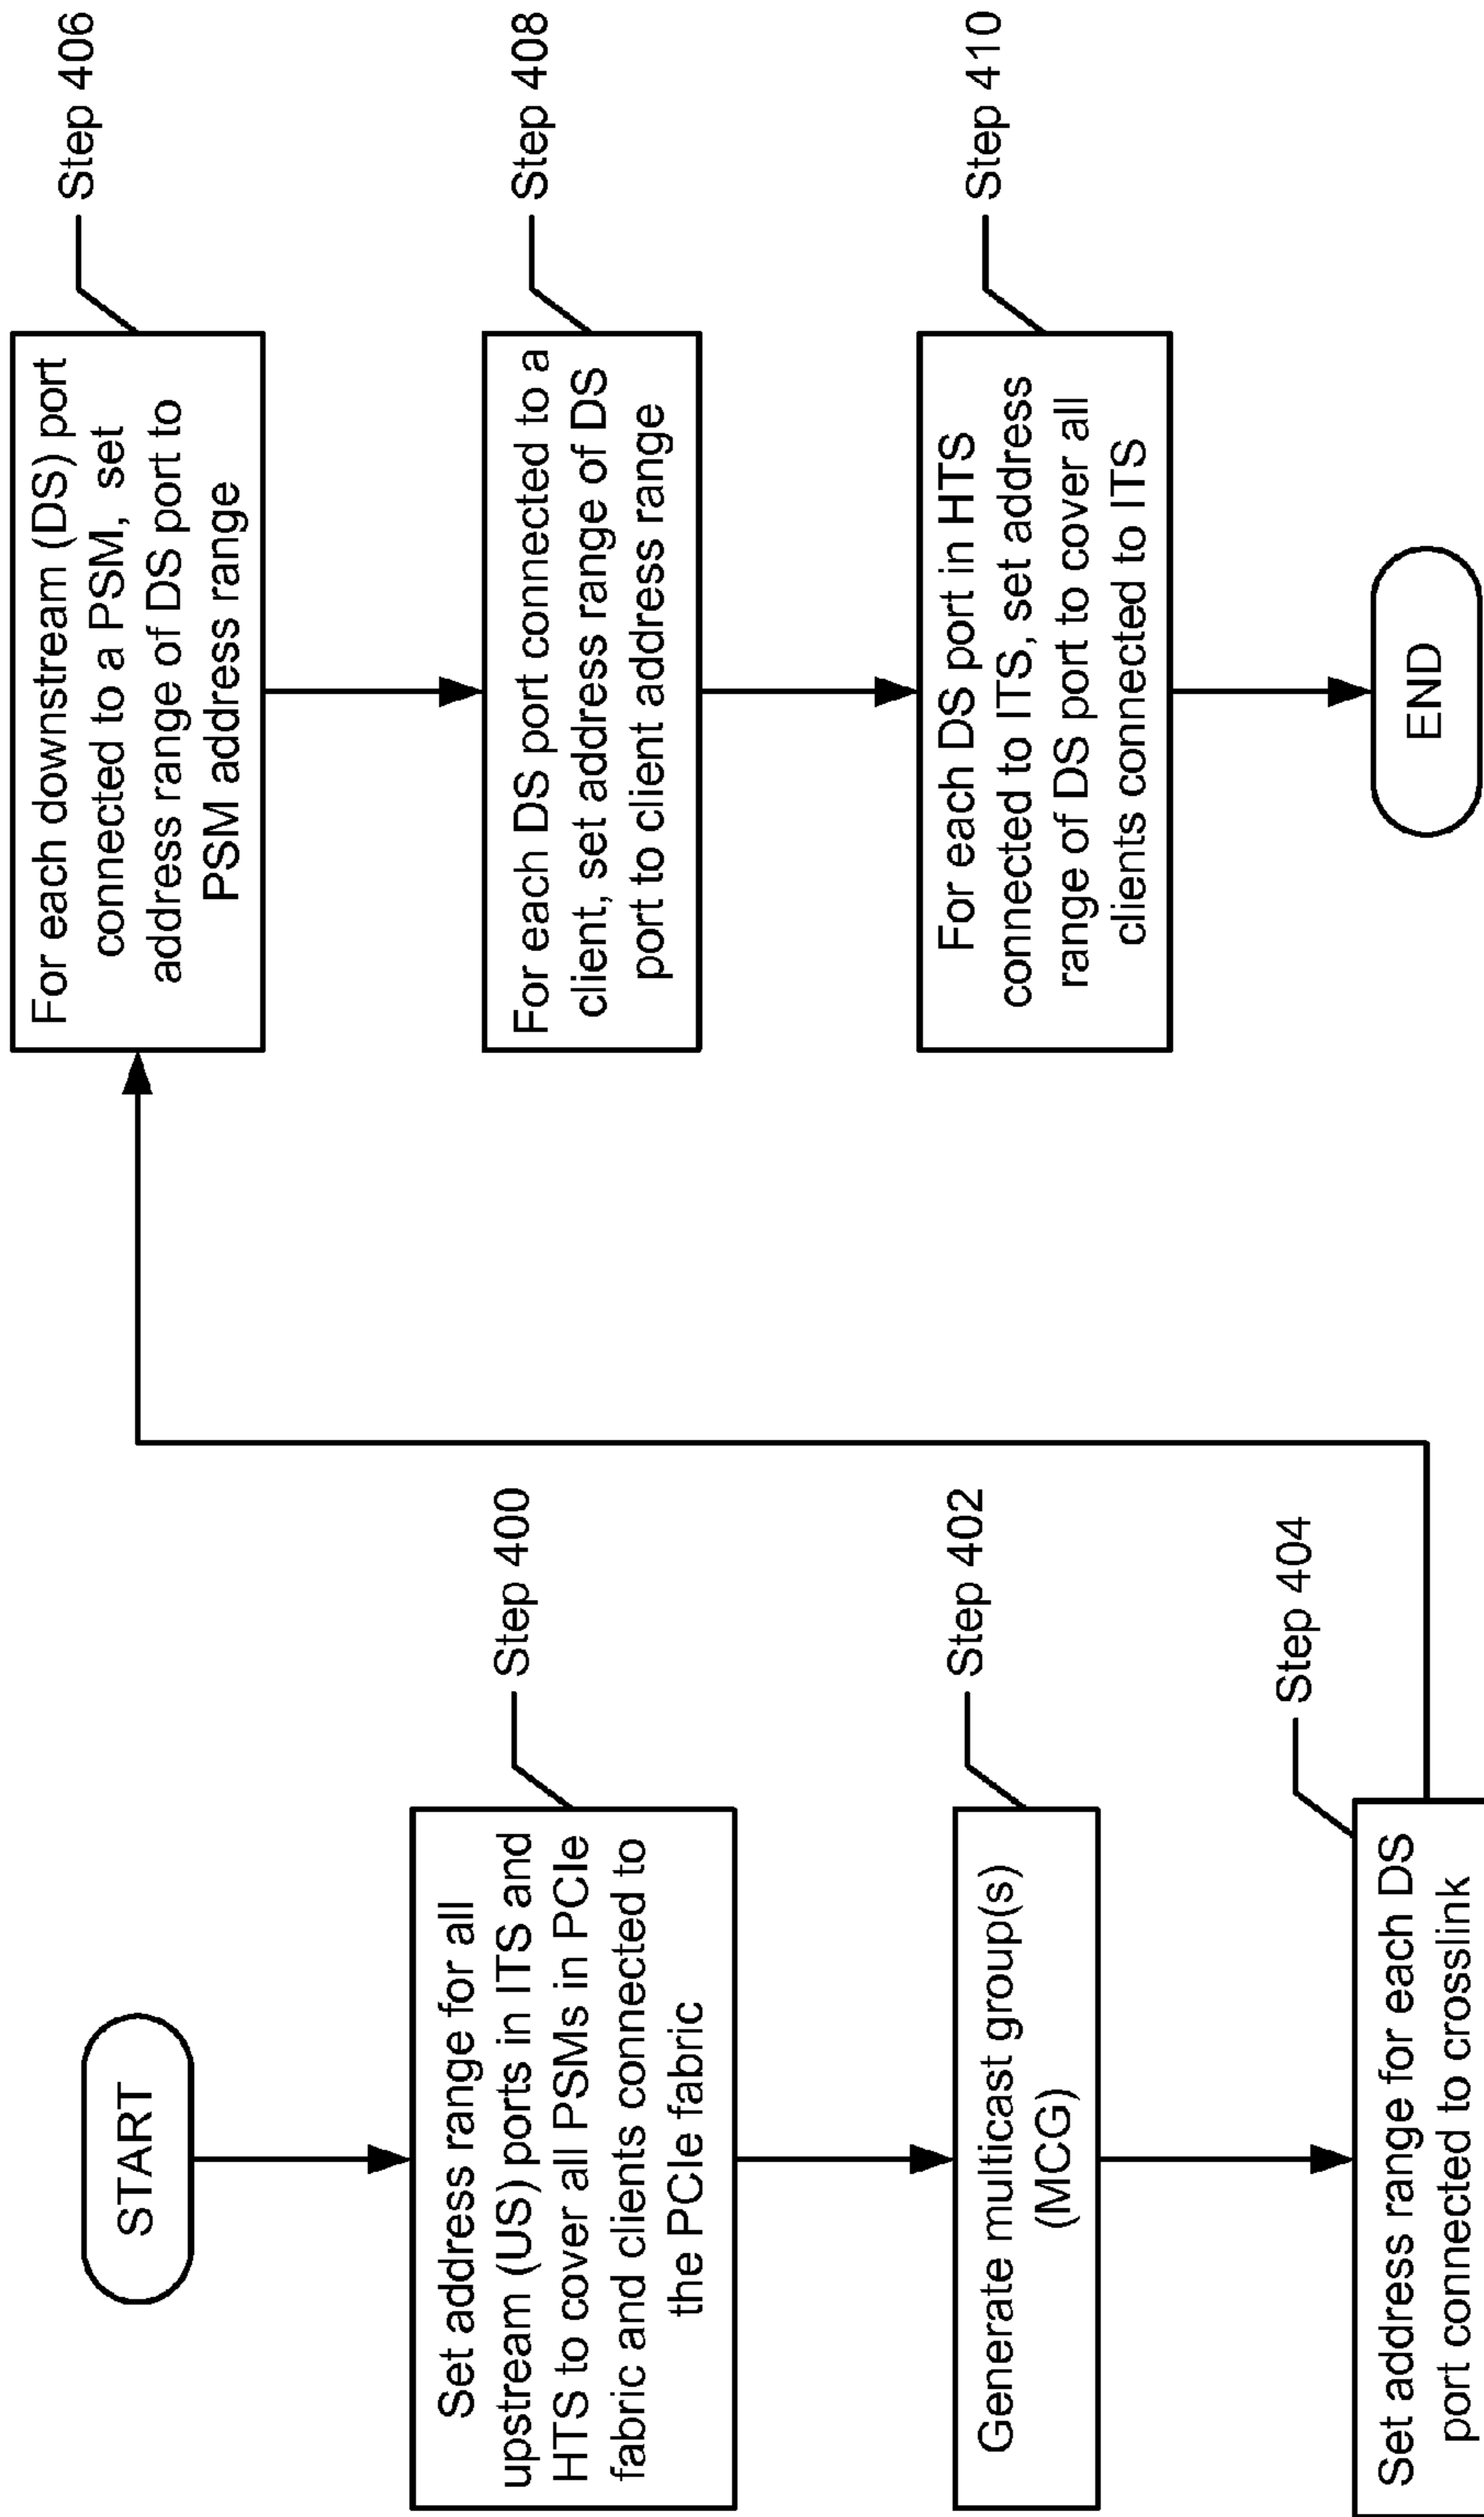 START
Set address range for all
upstream (US) ports in ITS and
HTS to cover all PSMs in PCIe
fabric and clients connected to
the PCIe fabric
Step 400
Generate multicast group(s)
(MCG)
Step 402
Set address range for each DS
port connected to crosslink
Step 404
For each downstream (DS) port
connected to a PSM, set
address range of DS port to
PSM address range
Step 406
For each DS port connected to a
client, set address range of DS
port to client address range
Step 408
For each DS port in HTS
connected to ITS, set address
range of DS port to cover all
clients connected to ITS
Step 410
END